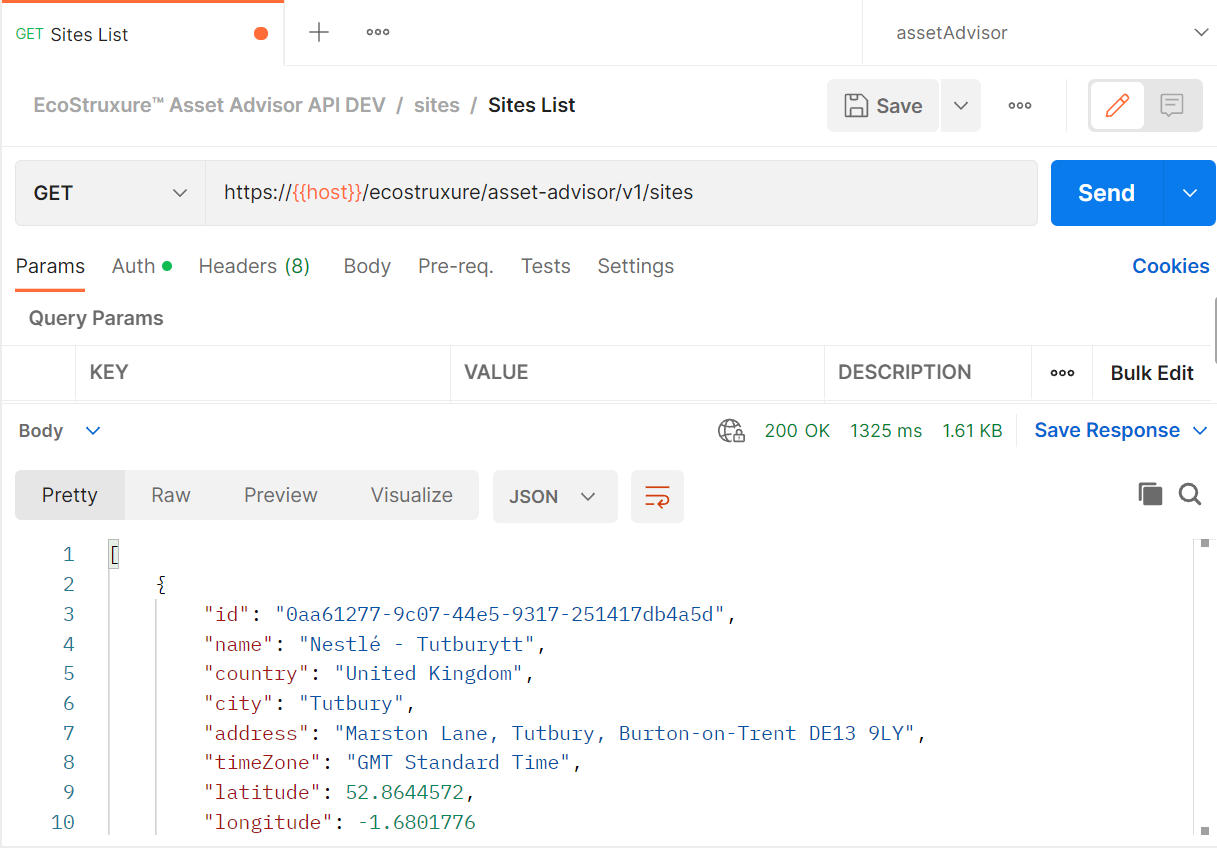 GET Sites List
assetAdvisor
EcoStruxure™ Asset Advisor API DEV / sites / Sites List
Save
GET https://{{host}}/ecostruxure/asset-advisor/v1/sites Send
Params Auth Headers (8) Body Pre-req. Tests Settings Cookies
Query Params
KEY VALUE DESCRIPTION Bulk Edit
Body 200 OK 1325 ms 1.61 KB Save Response
Pretty Raw Preview Visualize JSON
1 [
2 {
3 "id": "0aa61277-9c07-44e5-9317-251417db4a5d",
4 "name": "Nestlé - Tutburytt",
5 "country": "United Kingdom",
6 "city": "Tutbury",
7 "address": "Marston Lane, Tutbury, Burton-on-Trent DE13 9LY",
8 "timeZone": "GMT Standard Time",
9 "latitude": 52.8644572,
10 "longitude": -1.6801776